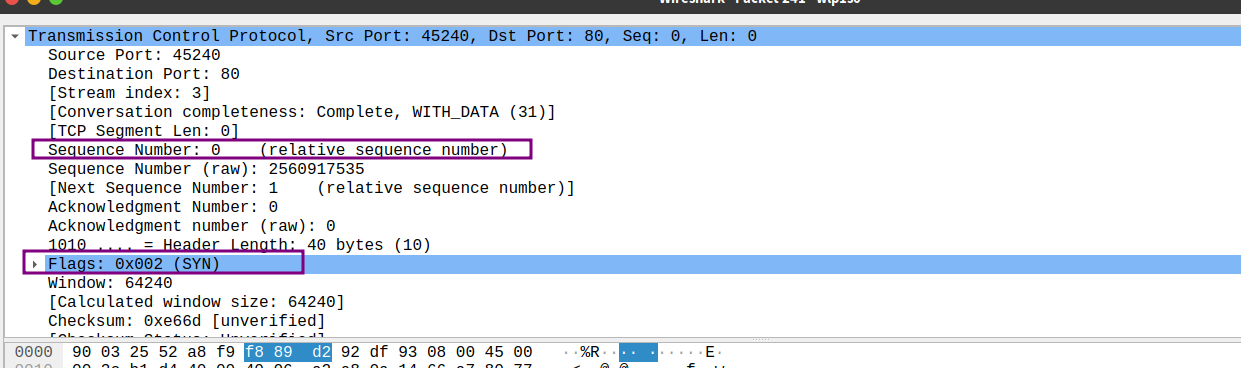 Wireshark · Packet 241 · wlp1s0
Transmission Control Protocol, Src Port: 45240, Dst Port: 80, Seq: 0, Len: 0
Source Port: 45240
Destination Port: 80
[Stream index: 3]
[Conversation completeness: Complete, WITH_DATA (31)]
[TCP Segment Len: 0]
Sequence Number: 0    (relative sequence number)
Sequence Number (raw): 2560917535
[Next Sequence Number: 1    (relative sequence number)]
Acknowledgment Number: 0
Acknowledgment number (raw): 0
1010 .... = Header Length: 40 bytes (10)
Flags: 0x002 (SYN)
Window: 64240
[Calculated window size: 64240]
Checksum: 0xe66d [unverified]
[Checksum Status: Unverified]
0000  90 03 25 52 a8 f9 f8 89  d2 92 df 93 08 00 45 00  ··%R···· ······E·